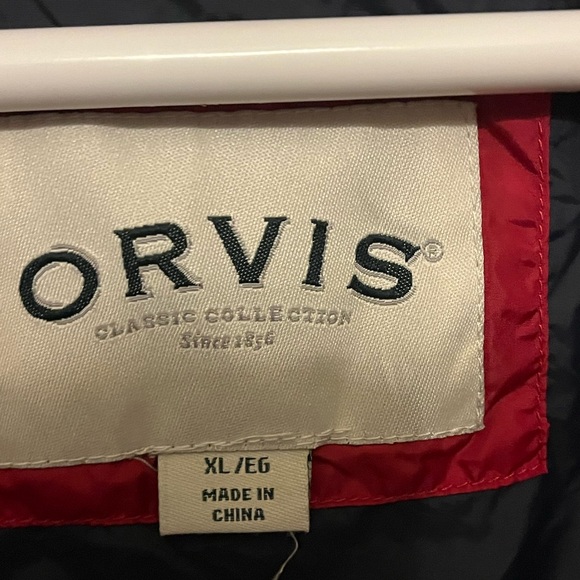 ORVIS®
CLASSIC COLLECTION
Since 1856
XL/EG
MADE IN
CHINA